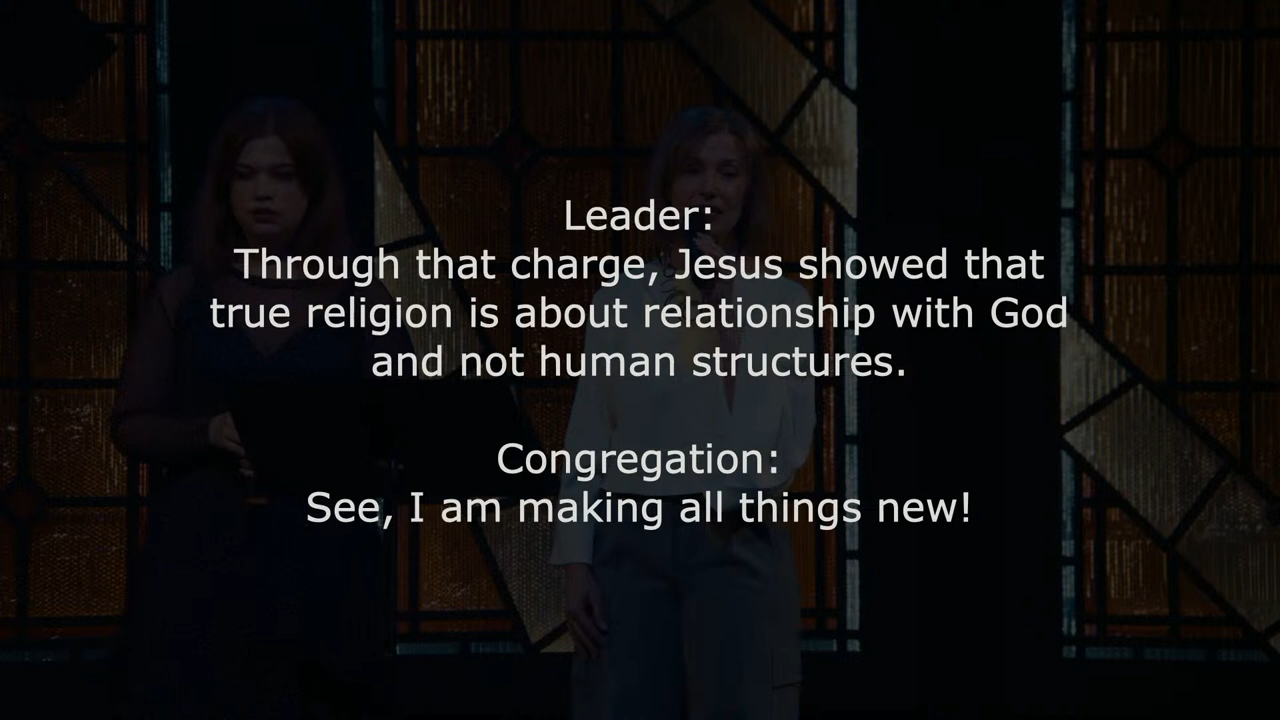 Leader:
Through that charge, Jesus showed that
true religion is about relationship with God
and not human structures.
Congregation:
See, I am making all things new!